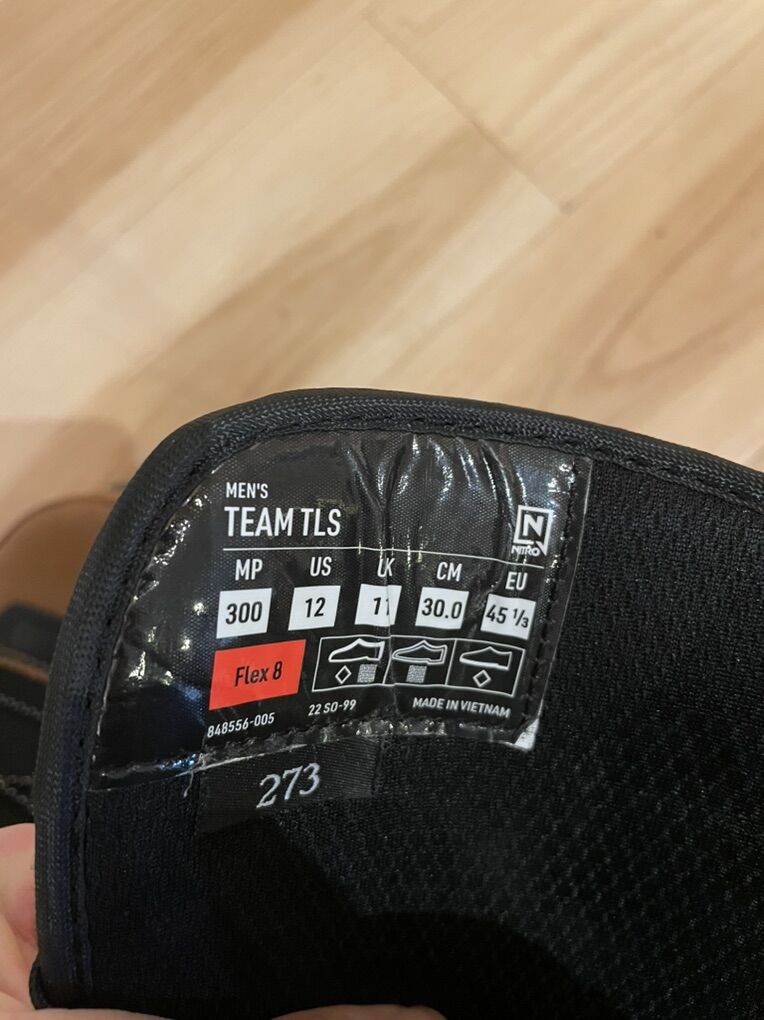 MEN'S
TEAM TLS
N
NITRO
MP US UK CM EU
300 12 11 30.0 45 1/3
Flex 8
848556-005 22 SO-99 MADE IN VIETNAM
273